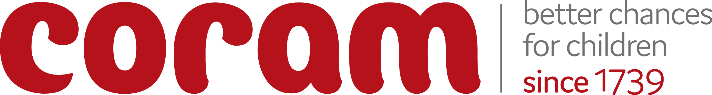 coram
better chances
for children
since 1739